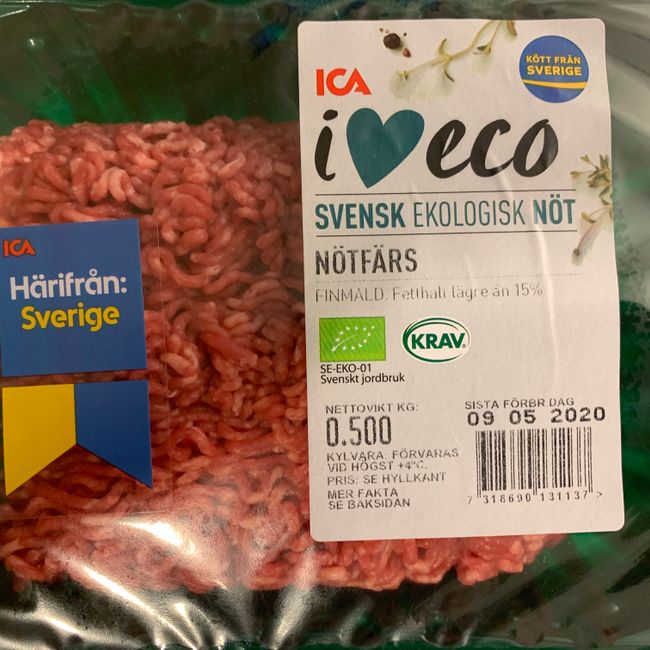 ICA
KÖTT FRÅN
SVERIGE
i eco
SVENSK EKOLOGISK NÖT
NÖTFÄRS
FINMALD. Fetthalt lägre än 15%
KRAV
SE-EKO-01
Svenskt jordbruk
NETTOVIKT KG:
0.500
KYLVARA: FÖRVARAS
VID HÖGST +4°C.
PRIS: SE HYLLKANT
MER FAKTA
SE BAKSIDAN
SISTA FÖRBR DAG
09 05 2020
7 318690 131137 >
ICA
Härifrån:
Sverige